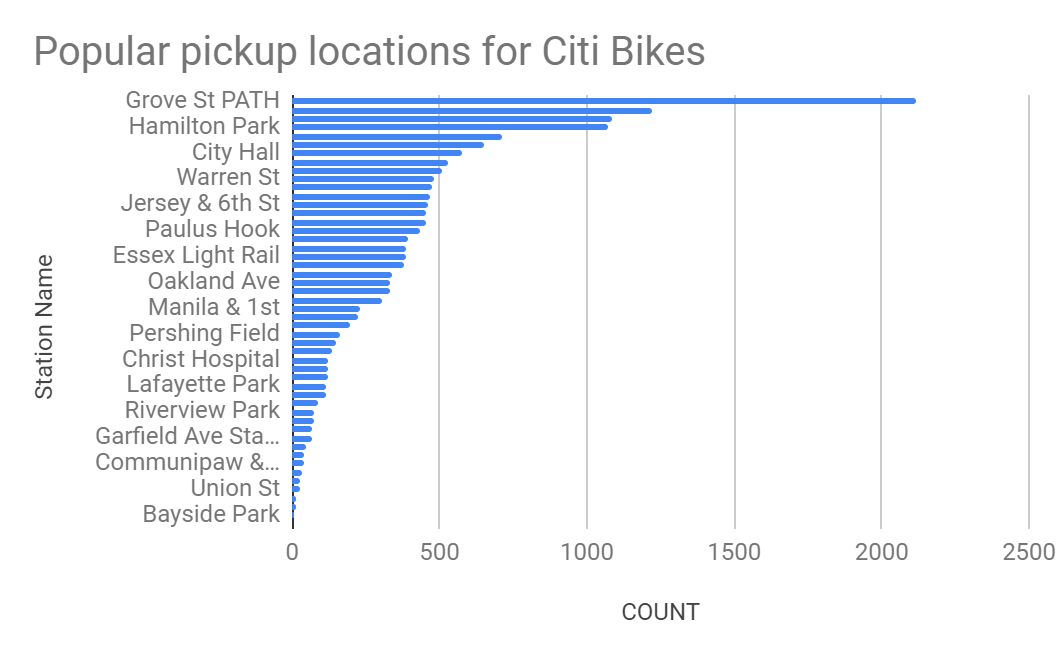 Popular pickup locations for Citi Bikes
Grove St PATH
Hamilton Park
City Hall
Warren St
Jersey & 6th St
Paulus Hook
Essex Light Rail
Oakland Ave
Manila & 1st
Pershing Field
Christ Hospital
Lafayette Park
Riverview Park
Garfield Ave Sta...
Communipaw &...
Union St
Bayside Park
Station Name
0 500 1000 1500 2000 2500
COUNT